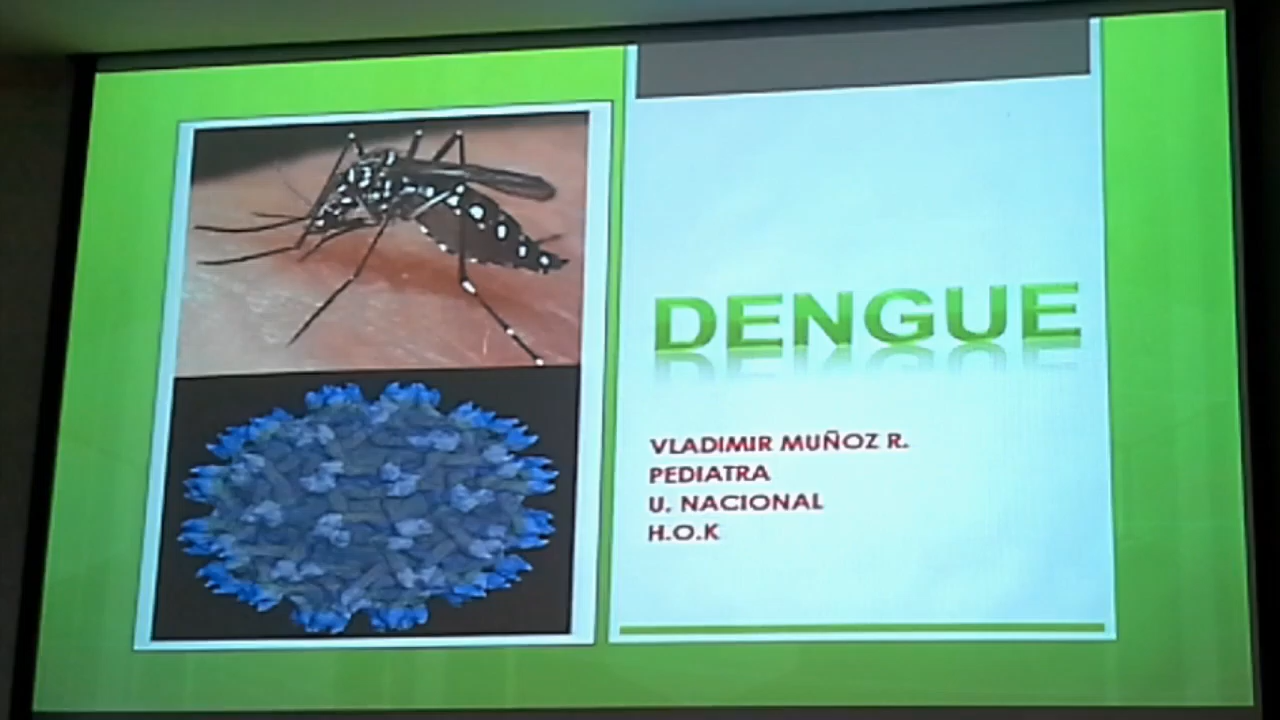 DENGUE
VLADIMIR MUÑOZ R.
PEDIATRA
U. NACIONAL
H.O.K